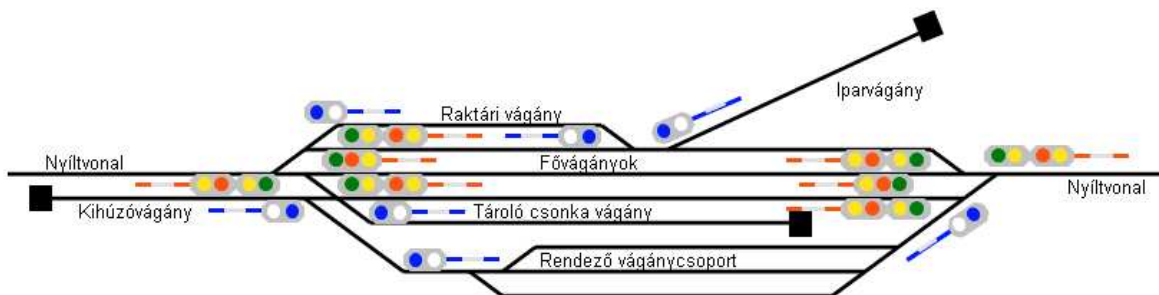 Raktári vágány
Iparvágány
Nyíltvonal
Fővágányok
Nyíltvonal
Kihúzóvágány
Tároló csonka vágány
Rendező vágánycsoport